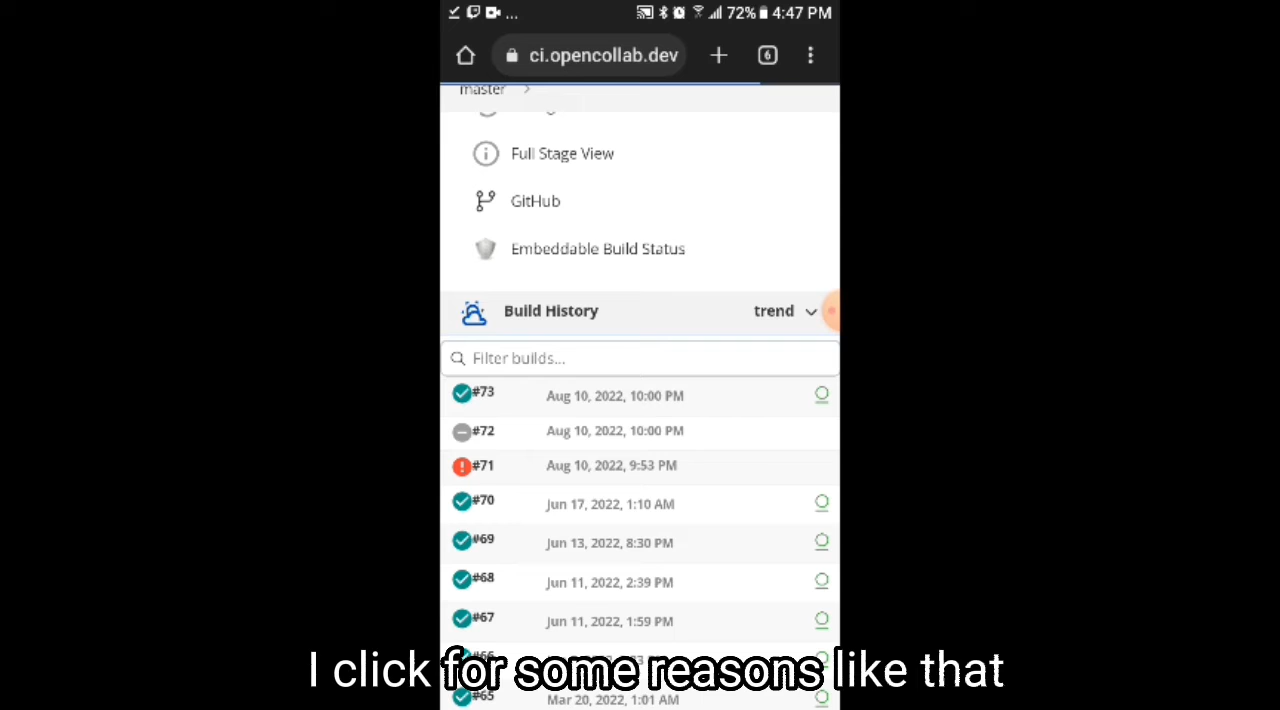 ... 72% 4:47 PM
ci.opencollab.dev 6
master
Full Stage View
GitHub
Embeddable Build Status
Build History trend
Filter builds...
#73 Aug 10, 2022, 10:00 PM
#72 Aug 10, 2022, 10:00 PM
#71 Aug 10, 2022, 9:53 PM
#70 Jun 17, 2022, 1:10 AM
#69 Jun 13, 2022, 8:30 PM
#68 Jun 11, 2022, 2:39 PM
#67 Jun 11, 2022, 1:59 PM
#66
I click for some reasons like that
#65 Mar 20, 2022, 1:01 AM